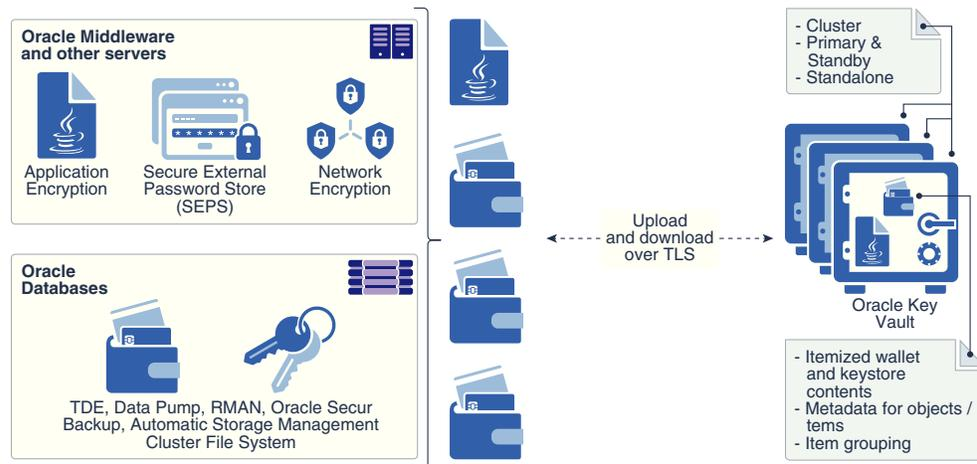 Oracle Middleware
and other servers
Application
Encryption
Secure External
Password Store
(SEPS)
Network
Encryption
Oracle
Databases
TDE, Data Pump, RMAN, Oracle Secur
Backup, Automatic Storage Management
Cluster File System
Upload
and download
over TLS
- Cluster
- Primary &
Standby
- Standalone
Oracle Key
Vault
- Itemized wallet
and keystore
contents
- Metadata for objects /
tems
- Item grouping